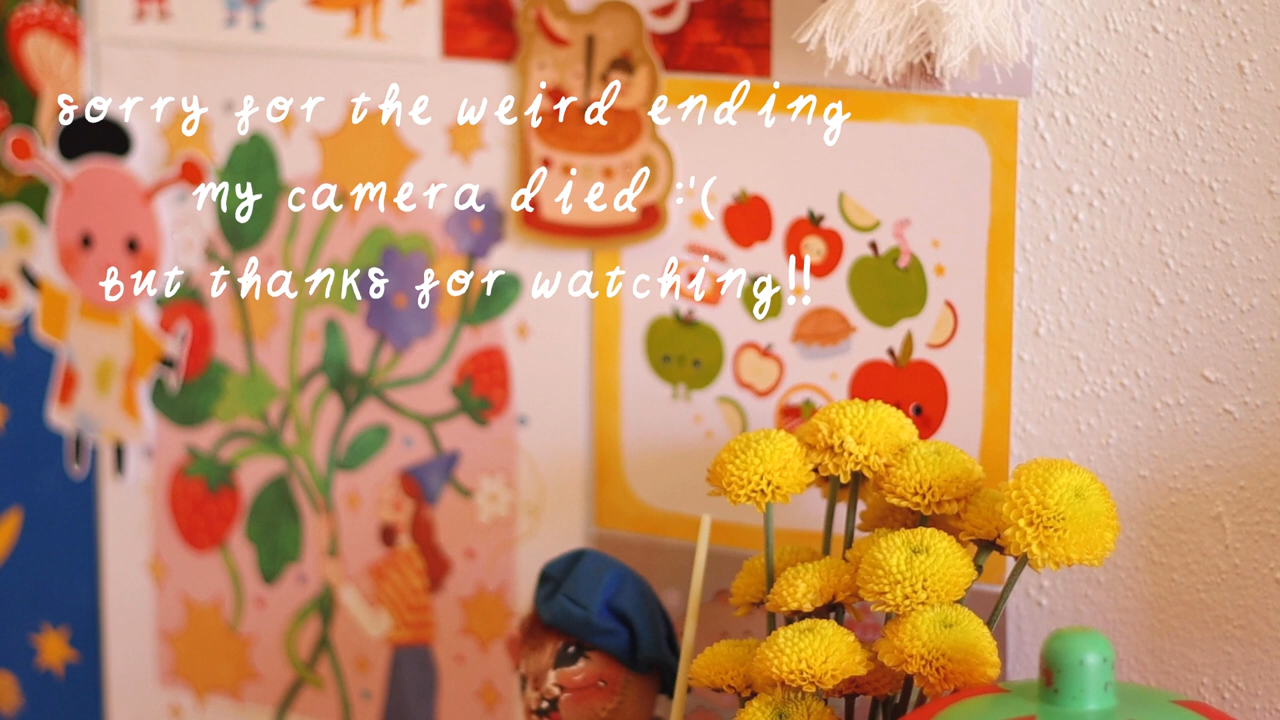 sorry for the weird ending
my camera died :'(
but thanks for watching!!